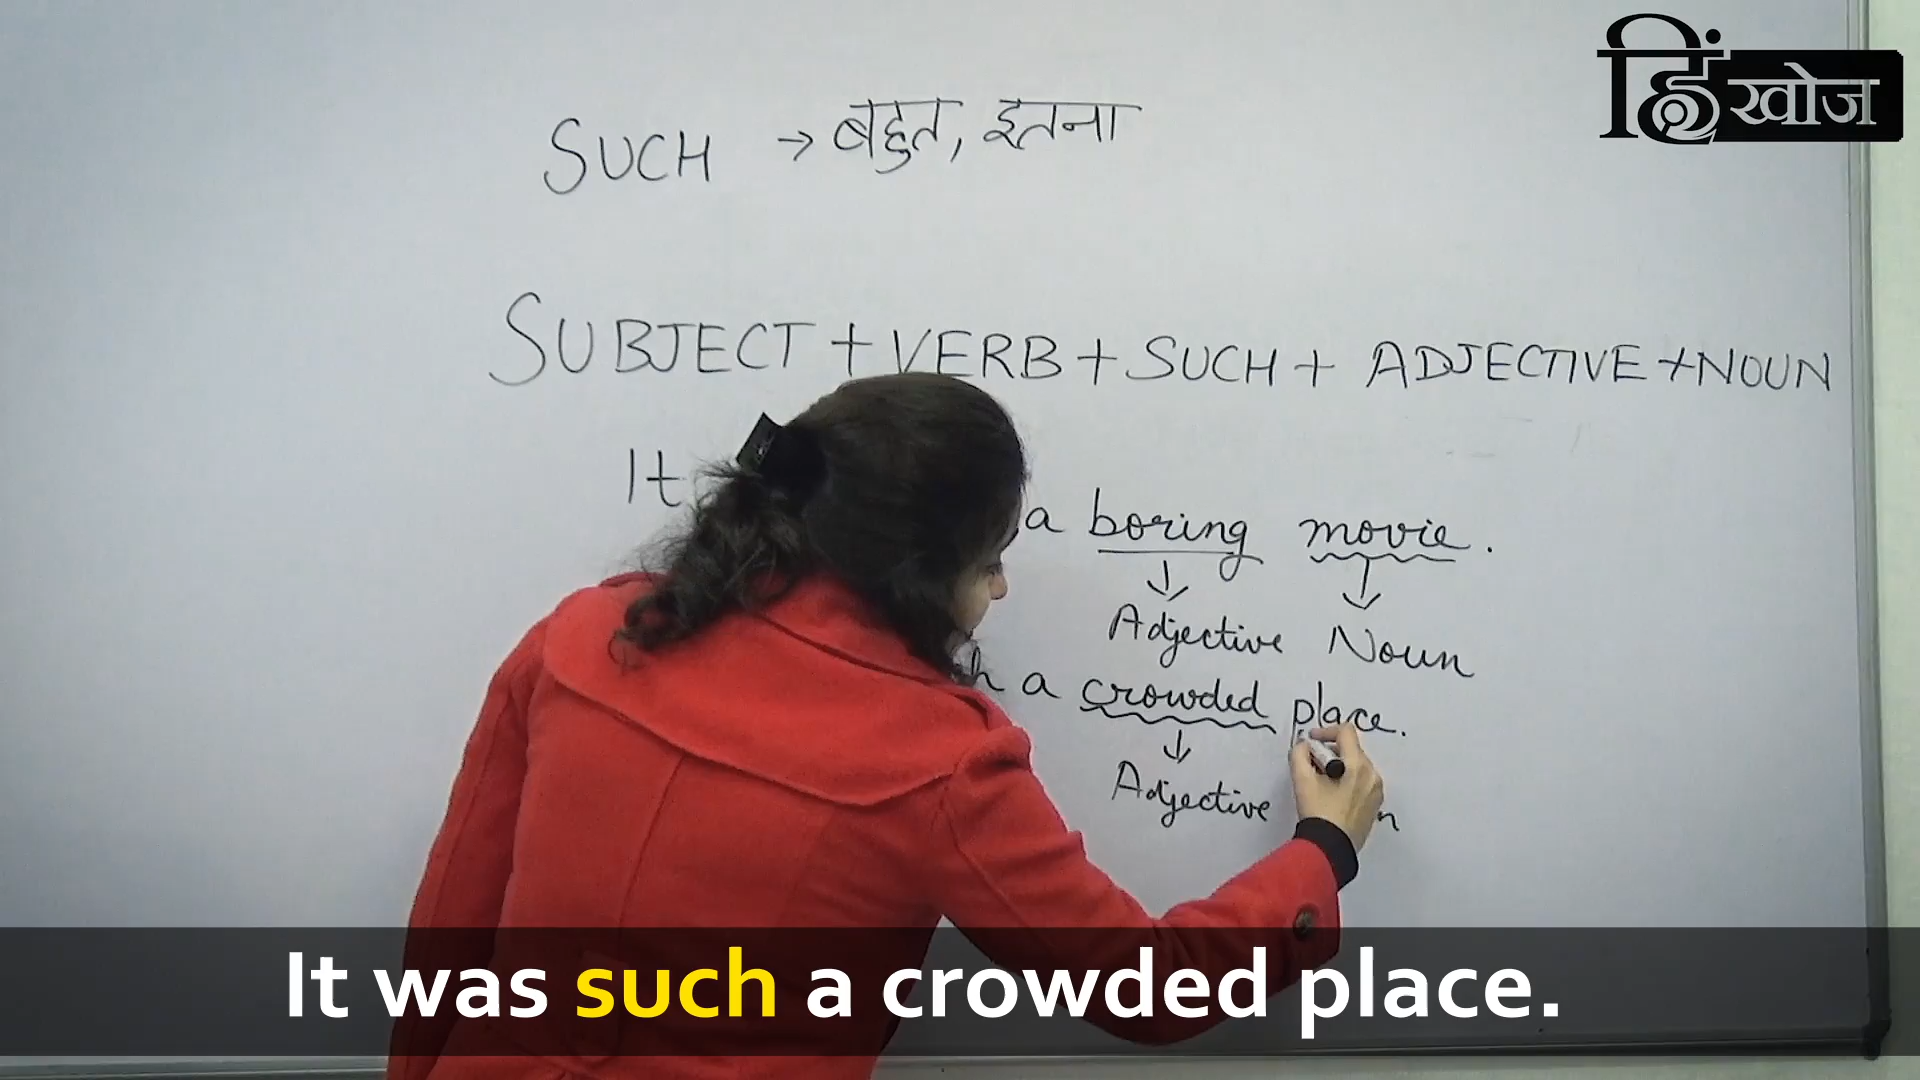 हिंखोज
SUCH → बहुत, इतना
SUBJECT + VERB + SUCH + ADJECTIVE + NOUN
It a boring movie.
↓ ↓
Adjective Noun
h a crowded place.
↓
Adjective n
It was such a crowded place.